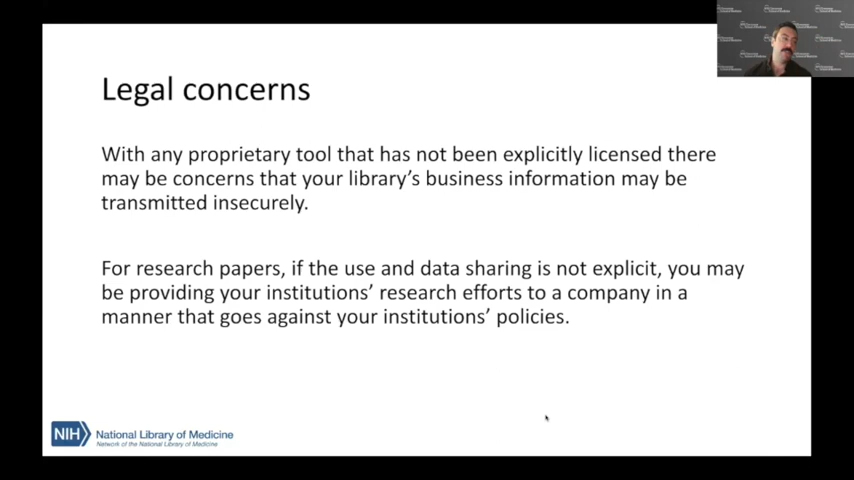 Legal concerns
With any proprietary tool that has not been explicitly licensed there
may be concerns that your library's business information may be
transmitted insecurely.
For research papers, if the use and data sharing is not explicit, you may
be providing your institutions' research efforts to a company in a
manner that goes against your institutions' policies.
NIH National Library of Medicine
Network of the National Library of Medicine